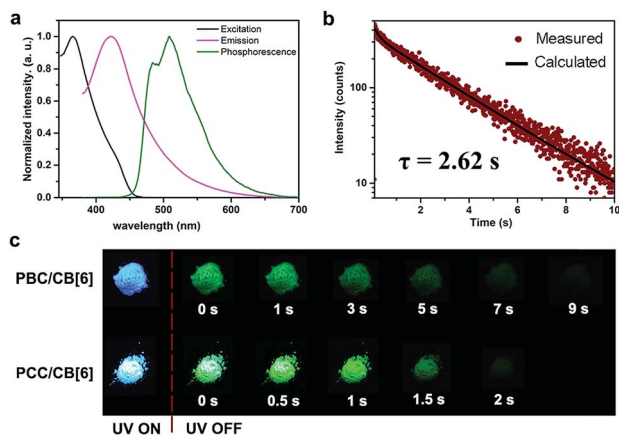 a
Excitation
Emission
Phosphorescence
Normalized intensity. (a. u.)
1.0
0.8
0.6
0.4
0.2
0.0
400
500
600
700
wavelength (nm)
b
Measured
Calculated
Intensity (counts)
100
10
τ = 2.62 s
2
4
6
8
10
Time (s)
c
PBC/CB[6]
0 s
1 s
3 s
5 s
7 s
9 s
PCC/CB[6]
0 s
0.5 s
1 s
1.5 s
2 s
UV ON
UV OFF